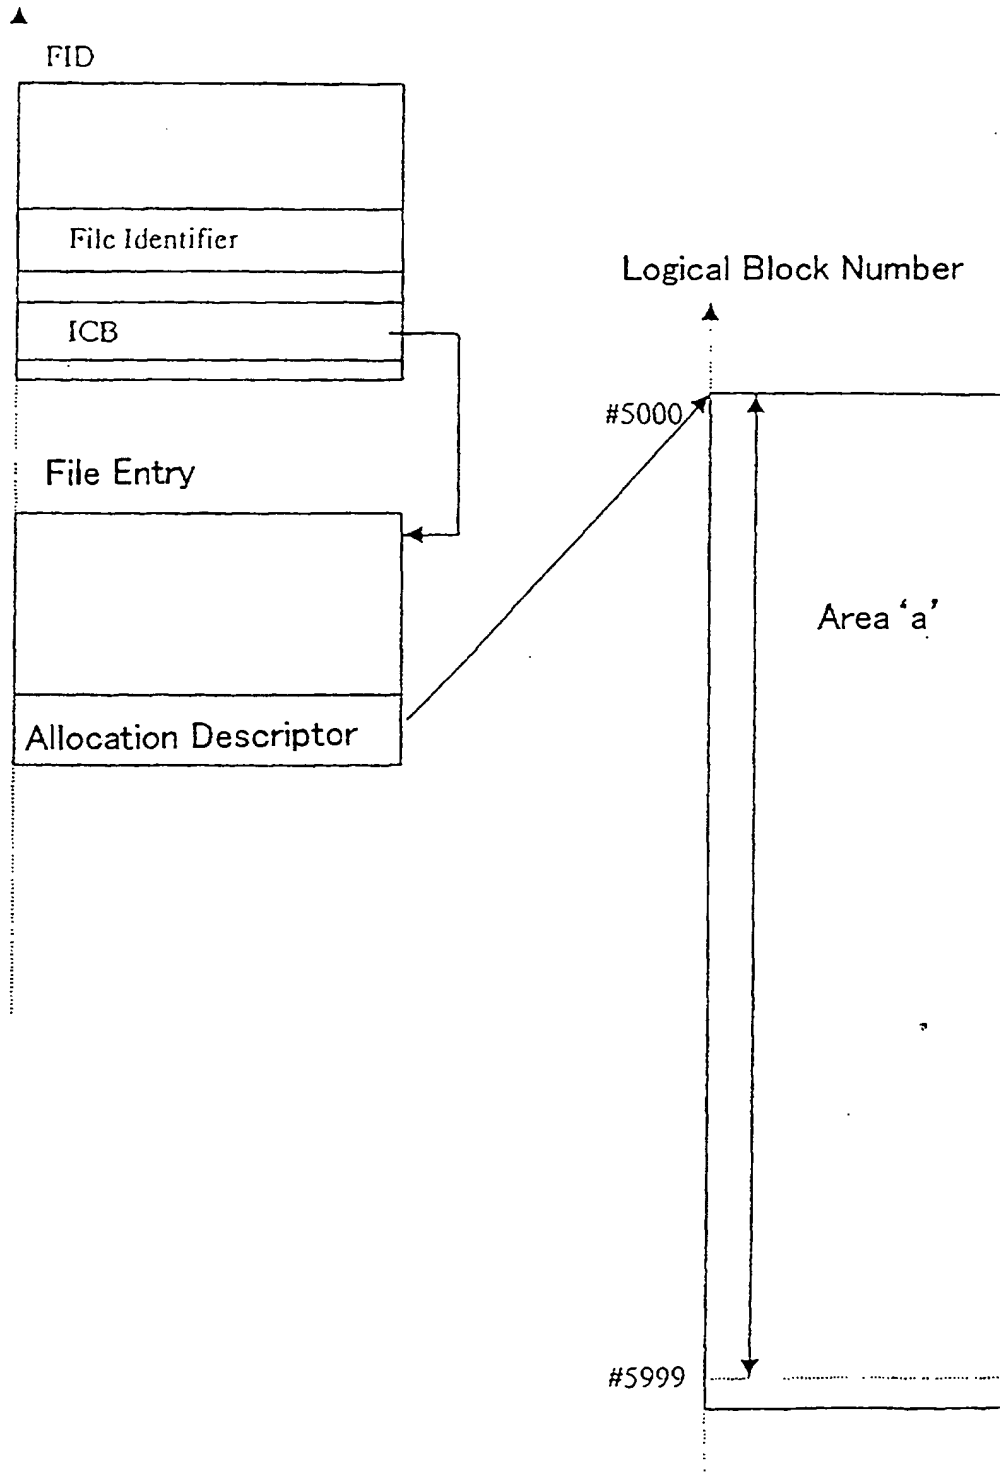 FID
File Identifier
ICB
File Entry
Allocation Descriptor
Logical Block Number
#5000
Area ‘a’
#5999